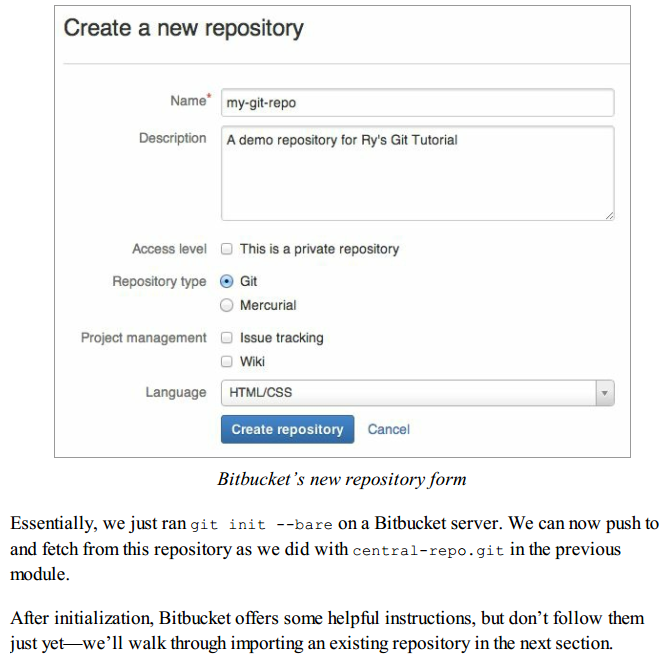 Create a new repository
Name*
my-git-repo
Description
A demo repository for Ry's Git Tutorial
Access level
This is a private repository
Repository type
Git
Mercurial
Project management
Issue tracking
Wiki
Language
HTML/CSS
Create repository
Cancel
Bitbucket’s new repository form
Essentially, we just ran git init --bare on a Bitbucket server. We can now push to
and fetch from this repository as we did with central-repo.git in the previous
module.
After initialization, Bitbucket offers some helpful instructions, but don’t follow them
just yet—we’ll walk through importing an existing repository in the next section.